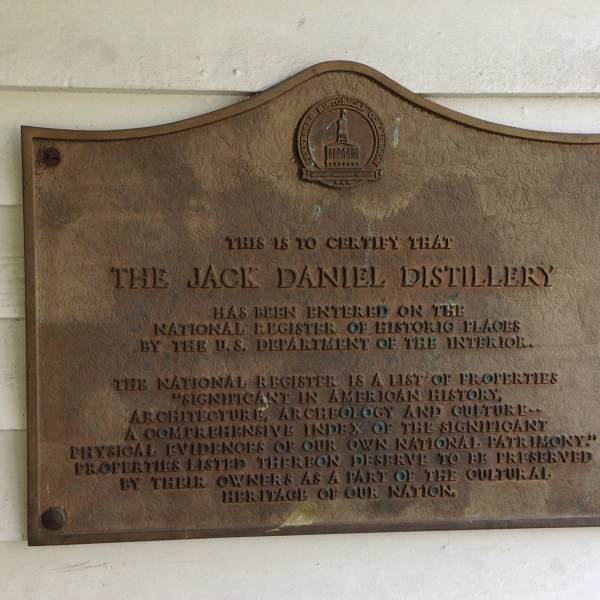 HISTORICAL COMMISSION
THIS IS TO CERTIFY THAT
THE JACK DANIEL DISTILLERY
HAS BEEN ENTERED ON THE
NATIONAL REGISTER OF HISTORIC PLACES
BY THE U.S. DEPARTMENT OF THE INTERIOR.
THE NATIONAL REGISTER IS A LIST OF PROPERTIES
"SIGNIFICANT IN AMERICAN HISTORY,
ARCHITECTURE, ARCHEOLOGY AND CULTURE--
A COMPREHENSIVE INDEX OF THE SIGNIFICANT
PHYSICAL EVIDENCES OF OUR OWN NATIONAL PATRIMONY."
PROPERTIES LISTED THEREON DESERVE TO BE PRESERVED
BY THEIR OWNERS AS A PART OF THE CULTURAL
HERITAGE OF OUR NATION.